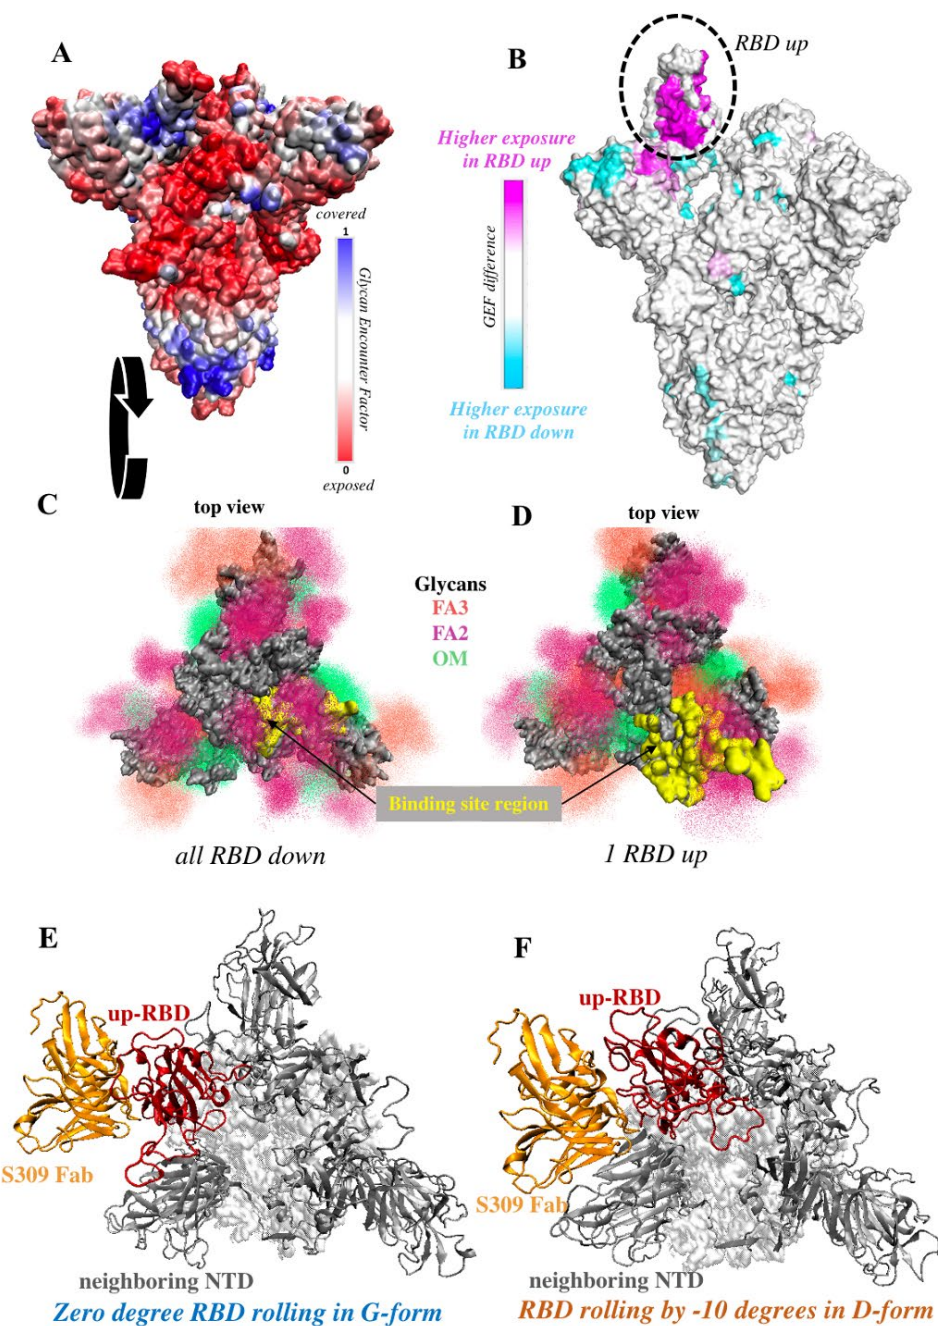 A
covered
1
Glycan Encounter Factor
0
exposed
B
RBD up
Higher exposure
in RBD up
GEF difference
Higher exposure
in RBD down
C
top view
D
top view
Glycans
FA3
FA2
OM
Binding site region
all RBD down
1 RBD up
E
up-RBD
S309 Fab
neighboring NTD
Zero degree RBD rolling in G-form
F
up-RBD
S309 Fab
neighboring NTD
RBD rolling by -10 degrees in D-form